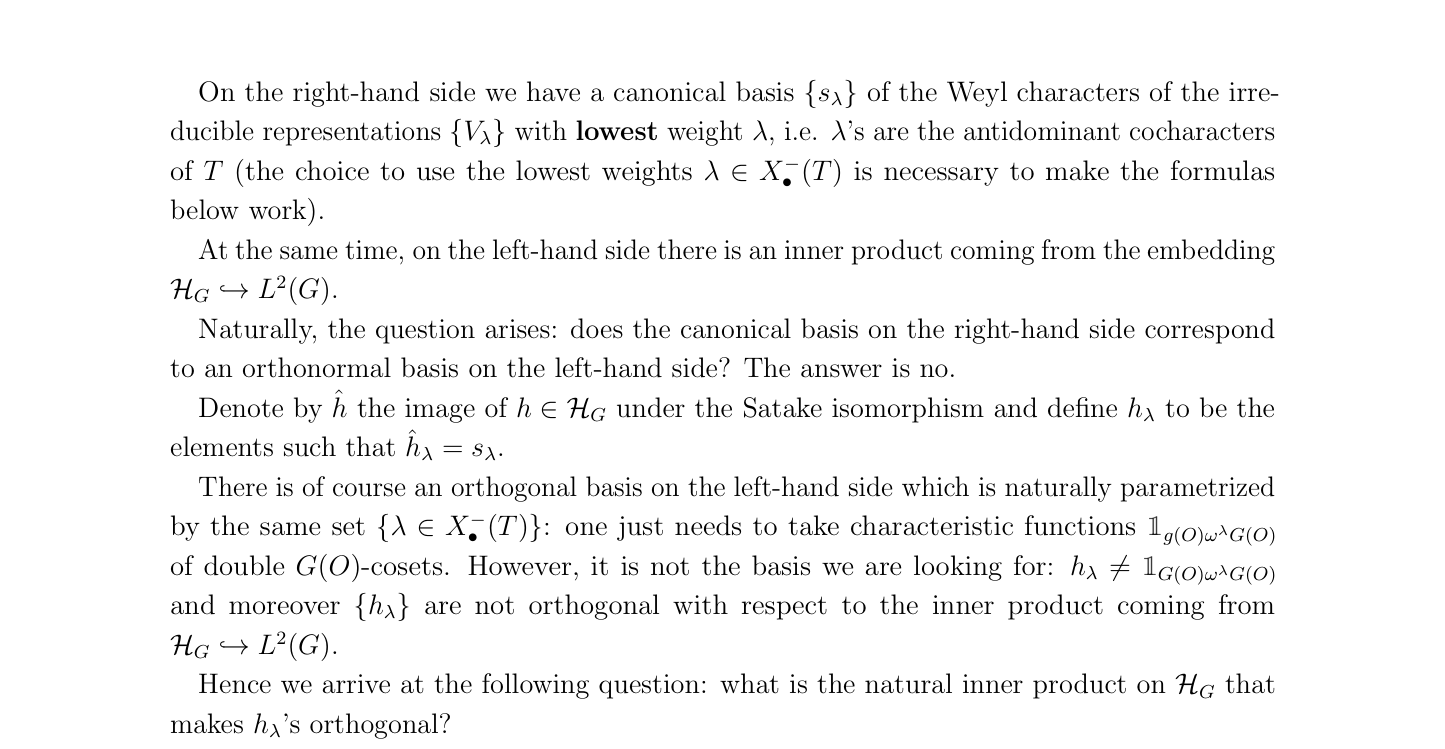 On the right-hand side we have a canonical basis {s_λ} of the Weyl characters of the irre-
ducible representations {V_λ} with lowest weight λ, i.e. λ's are the antidominant cocharacters
of T (the choice to use the lowest weights λ ∈ X_•^−(T) is necessary to make the formulas
below work).
At the same time, on the left-hand side there is an inner product coming from the embedding
ℋ_G ↪ L²(G).
Naturally, the question arises: does the canonical basis on the right-hand side correspond
to an orthonormal basis on the left-hand side? The answer is no.
Denote by ĥ the image of h ∈ ℋ_G under the Satake isomorphism and define h_λ to be the
elements such that ĥ_λ = s_λ.
There is of course an orthogonal basis on the left-hand side which is naturally parametrized
by the same set {λ ∈ X_•^−(T)}: one just needs to take characteristic functions 𝟙_{g(O)ω^λG(O)}
of double G(O)-cosets. However, it is not the basis we are looking for: h_λ ≠ 𝟙_{G(O)ω^λG(O)}
and moreover {h_λ} are not orthogonal with respect to the inner product coming from
ℋ_G ↪ L²(G).
Hence we arrive at the following question: what is the natural inner product on ℋ_G that
makes h_λ's orthogonal?